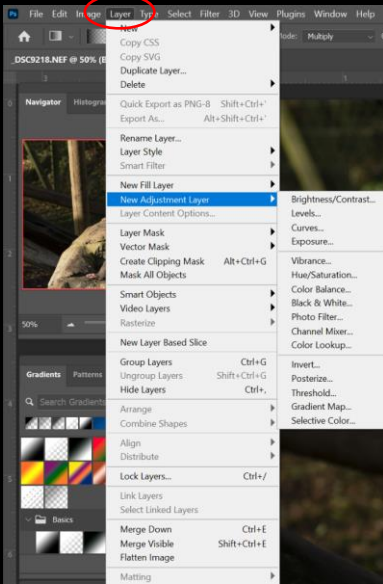 Ps File Edit Image Layer Type Select Filter 3D View Plugins Window Help
Mode: Multiply
_DSC9218.NEF @ 50% (B
Navigator Histogra
50%
Gradients Patterns
Search Gradients
Basics
New
Copy CSS
Copy SVG
Duplicate Layer...
Delete
Quick Export as PNG-8 Shift+Ctrl+'
Export As... Alt+Shift+Ctrl+'
Rename Layer...
Layer Style
Smart Filter
New Fill Layer
New Adjustment Layer
Layer Content Options...
Layer Mask
Vector Mask
Create Clipping Mask Alt+Ctrl+G
Mask All Objects
Smart Objects
Video Layers
Rasterize
New Layer Based Slice
Group Layers Ctrl+G
Ungroup Layers Shift+Ctrl+G
Hide Layers Ctrl+,
Arrange
Combine Shapes
Align
Distribute
Lock Layers... Ctrl+/
Link Layers
Select Linked Layers
Merge Down Ctrl+E
Merge Visible Shift+Ctrl+E
Flatten Image
Matting
Brightness/Contrast...
Levels...
Curves...
Exposure...
Vibrance...
Hue/Saturation...
Color Balance...
Black & White...
Photo Filter...
Channel Mixer...
Color Lookup...
Invert...
Posterize...
Threshold...
Gradient Map...
Selective Color...